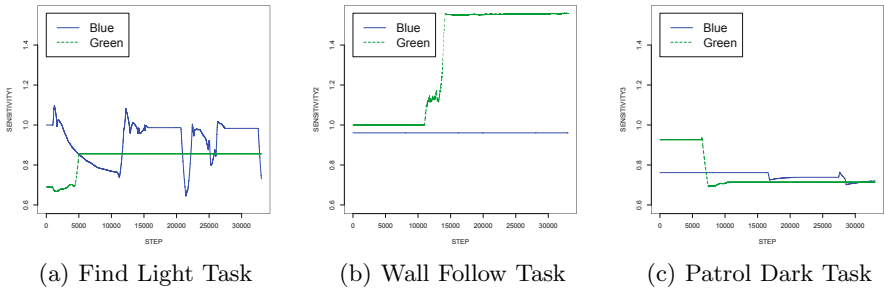 Blue
Green
SENSITIVITY1
0.6 0.8 1.0 1.2 1.4
0 5000 10000 15000 20000 25000 30000
STEP
(a) Find Light Task
Blue
Green
SENSITIVITY2
0.6 0.8 1.0 1.2 1.4
0 5000 10000 15000 20000 25000 30000
STEP
(b) Wall Follow Task
Blue
Green
SENSITIVITY3
0.6 0.8 1.0 1.2 1.4
0 5000 10000 15000 20000 25000 30000
STEP
(c) Patrol Dark Task